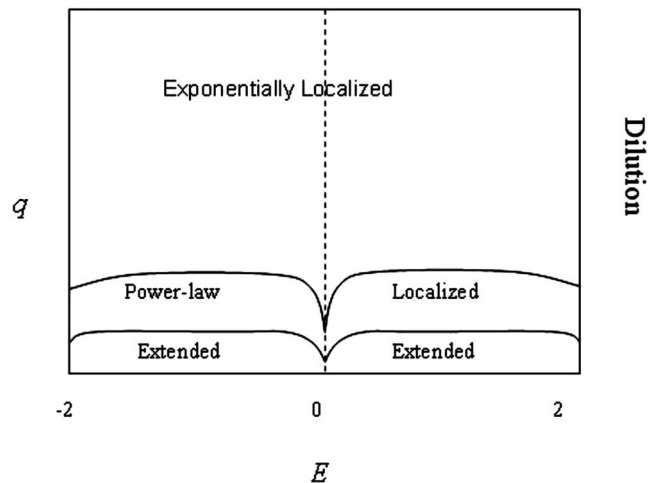 Exponentially Localized
Dilution
q
Power-law Localized
Extended Extended
-2 0 2
E